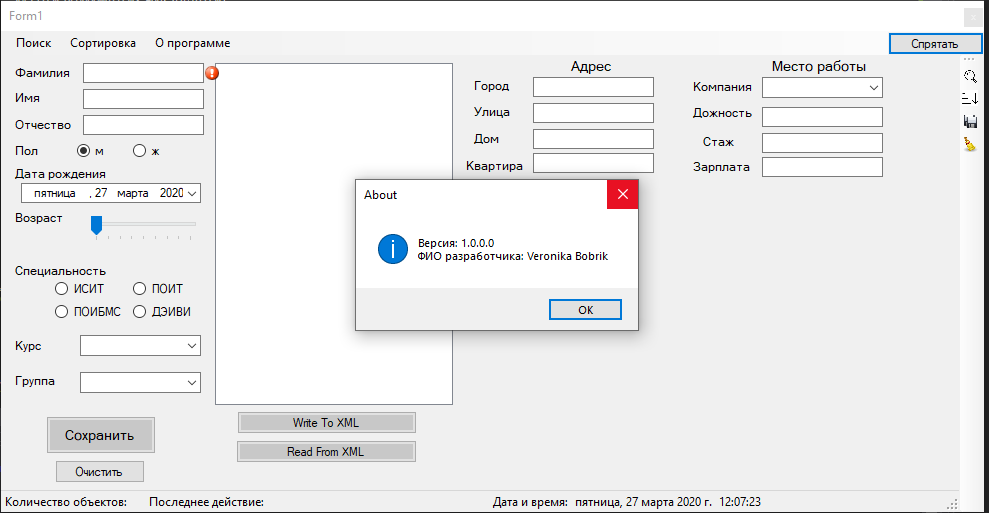 Form1
Поиск Сортировка О программе
Спрятать
Фамилия
Имя
Отчество
Пол м ж
Дата рождения
пятница , 27 марта 2020
Возраст
Специальность
ИСИТ ПОИТ
ПОИБМС ДЭИВИ
Курс
Группа
Сохранить
Очистить
Write To XML
Read From XML
Адрес
Город
Улица
Дом
Квартира
Место работы
Компания
Дожность
Стаж
Зарплата
About
Версия: 1.0.0.0
ФИО разработчика: Veronika Bobrik
OK
Количество объектов: Последнее действие: Дата и время: пятница, 27 марта 2020 г. 12:07:23